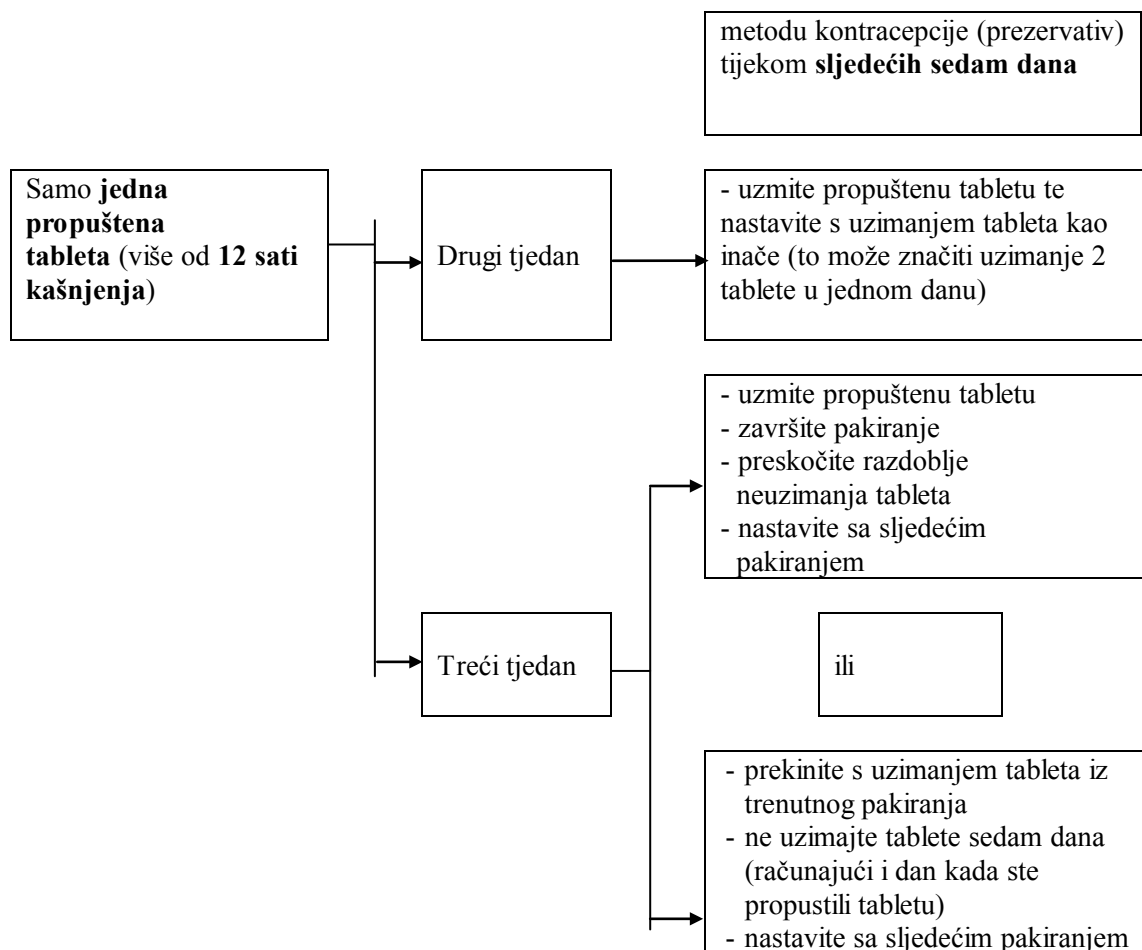 metodu kontracepcije (prezervativ)
tijekom sljedećih sedam dana
Samo jedna
propuštena
tableta (više od 12 sati
kašnjenja)
Drugi tjedan
- uzmite propuštenu tabletu te
nastavite s uzimanjem tableta kao
inače (to može značiti uzimanje 2
tablete u jednom danu)
- uzmite propuštenu tabletu
- završite pakiranje
- preskočite razdoblje
neuzimanja tableta
- nastavite sa sljedećim
pakiranjem
Treći tjedan
ili
- prekinite s uzimanjem tableta iz
trenutnog pakiranja
- ne uzimajte tablete sedam dana
(računajući i dan kada ste
propustili tabletu)
- nastavite sa sljedećim pakiranjem